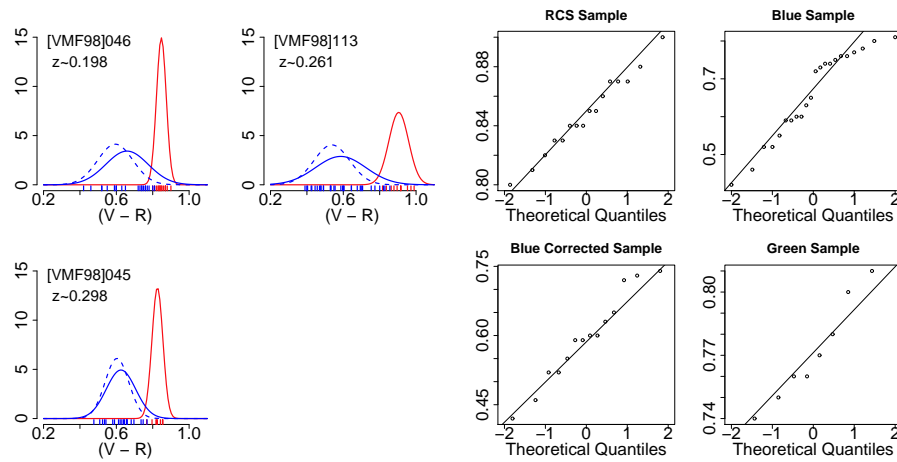 [VMF98]046
z~0.198
0 5 10 15
0.2 0.6 1.0
(V − R)
[VMF98]113
z~0.261
0 5 10 15
0.2 0.6 1.0
(V − R)
[VMF98]045
z~0.298
0 5 10 15
0.2 0.6 1.0
(V − R)
RCS Sample
0.80 0.84 0.88
−2 −1 0 1 2
Theoretical Quantiles
Blue Sample
0.5 0.7
−2 −1 0 1 2
Theoretical Quantiles
Blue Corrected Sample
0.45 0.60 0.75
−2 −1 0 1 2
Theoretical Quantiles
Green Sample
0.74 0.77 0.80
−2 −1 0 1 2
Theoretical Quantiles